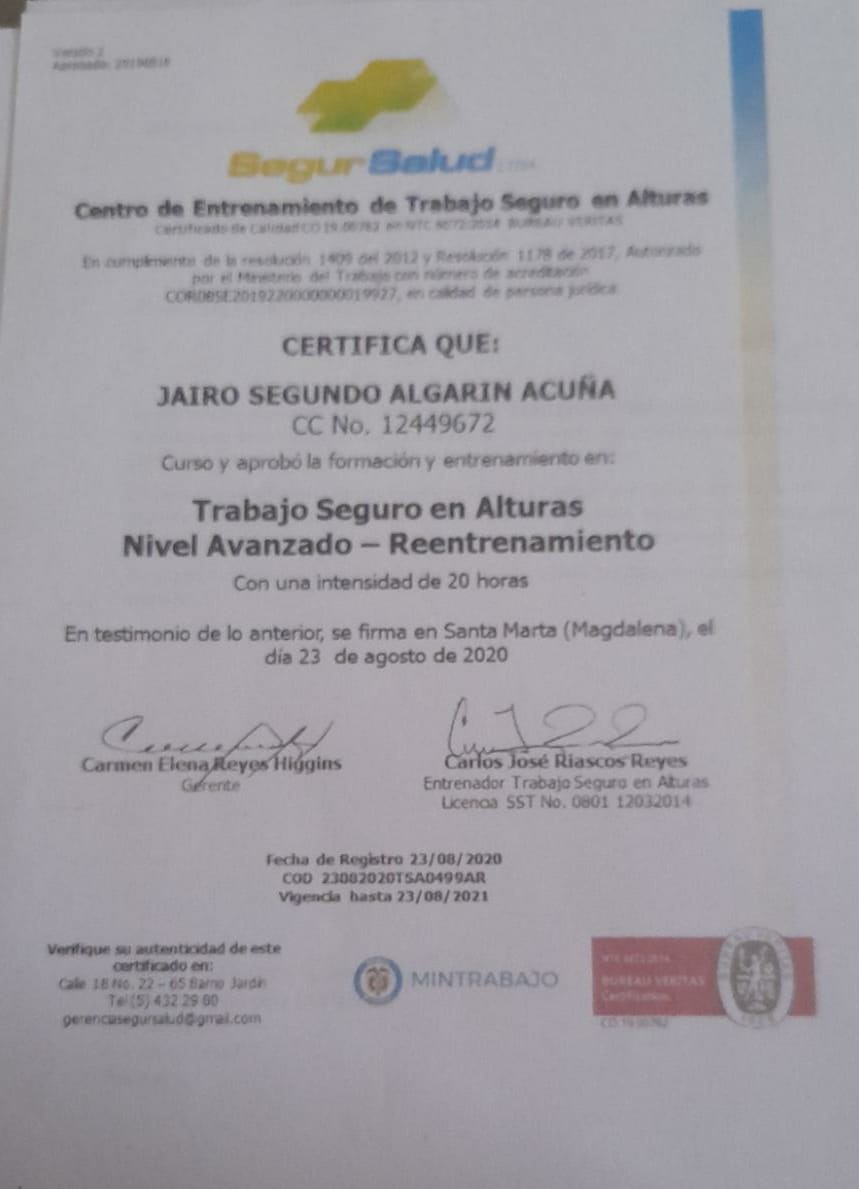 Versión 2
Aprobado: 20190816
SegurSalud LTDA
Centro de Entrenamiento de Trabajo Seguro en Alturas
Certificado de Calidad CO 19.00782 en NTC 6072:2014 BUREAU VERITAS
En cumplimiento de la resolución 1409 del 2012 y Resolución 1178 de 2017, Autorizado
por el Ministerio del Trabajo con número de acreditación
en calidad de persona jurídica
CERTIFICA QUE:
JAIRO SEGUNDO ALGARIN ACUÑA
CC No. 12449672
Curso y aprobó la formación y entrenamiento en:
Trabajo Seguro en Alturas
Nivel Avanzado – Reentrenamiento
Con una intensidad de 20 horas
En testimonio de lo anterior, se firma en Santa Marta (Magdalena), el
día 23 de agosto de 2020
Carmen Elena Reyes Higgins
Gerente
Carlos José Riascos Reyes
Entrenador Trabajo Seguro en Alturas
Licencia SST No. 0801 12032014
Fecha de Registro 23/08/2020
COD 23082020TSA0499AR
Vigencia hasta 23/08/2021
Verifique su autenticidad de este
certificado en:
Calle 18 No. 22 – 65 Barrio Jardín
Tel (5) 432 29 00
gerenciasegursalud@gmail.com
MINTRABAJO
NTC 6072:2014
BUREAU VERITAS
Certification
CO 19.00782